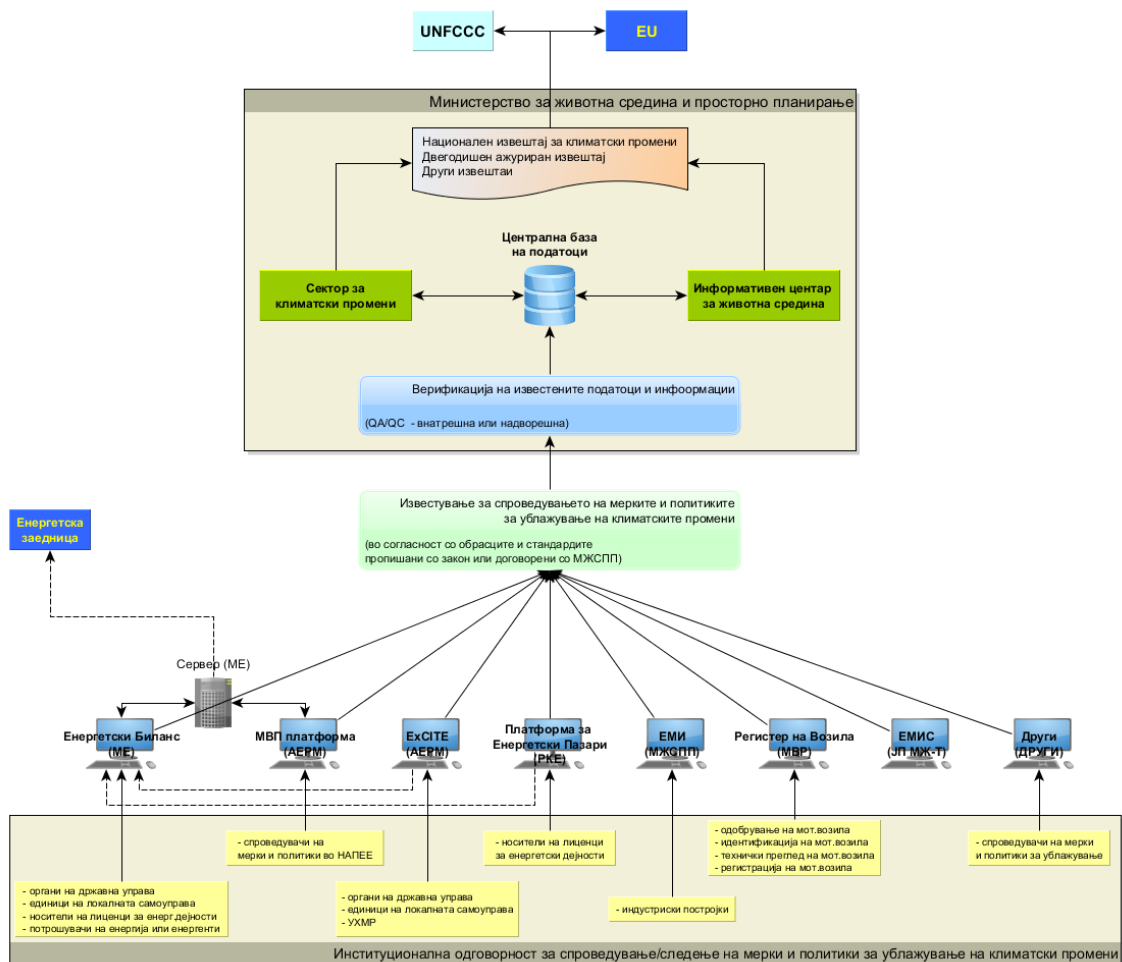 UNFCCC
EU
Министерство за животна средина и просторно планирање
Национален извештај за климатски промени
Двегодишен ажуриран извештај
Други извештаи
Централна база
на податоци
Сектор за
климатски промени
Информативен центар
за животна средина
Верификација на известените податоци и инфоормации
(QA/QC - внатрешна или надворешна)
Известување за спроведувањето на мерките и политиките
за ублажување на климатските промени
(во согласност со обрасците и стандардите
пропишани со закон или договорени со МЖСПП)
Енергетска
заедница
Сервер (МЕ)
Енергетски Биланс
(МЕ)
МВП платформа
(АЕРМ)
ExCITE
(АЕРМ)
Платформа за
Енергетски Пазари
(РКЕ)
ЕМИ
(МЖСПП)
Регистер на Возила
(МВР)
ЕМИС
(ЈП МЖ-Т)
Други
(ДРУГИ)
- спроведувачи на
мерки и политики во НАПЕЕ
- носители на лиценци
за енергетски дејности
- одобрување на мот.возила
- идентификација на мот.возила
- технички преглед на мот.возила
- регистрација на мот.возила
- спроведувачи на мерки
и политики за ублажување
- органи на државна управа
- единици на локалната самоуправа
- носители на лиценци за енерг.дејности
- потрошувачи на енергија или енергенти
- органи на државна управа
- единици на локалната самоуправа
- УХМР
- индустриски постројки
Институционална одговорност за спроведување/следење на мерки и политики за ублажување на климатски промени